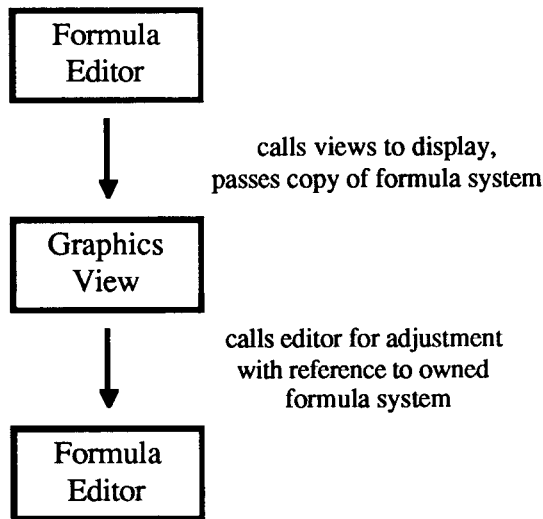 Formula
Editor
calls views to display,
passes copy of formula system
Graphics
View
calls editor for adjustment
with reference to owned
formula system
Formula
Editor